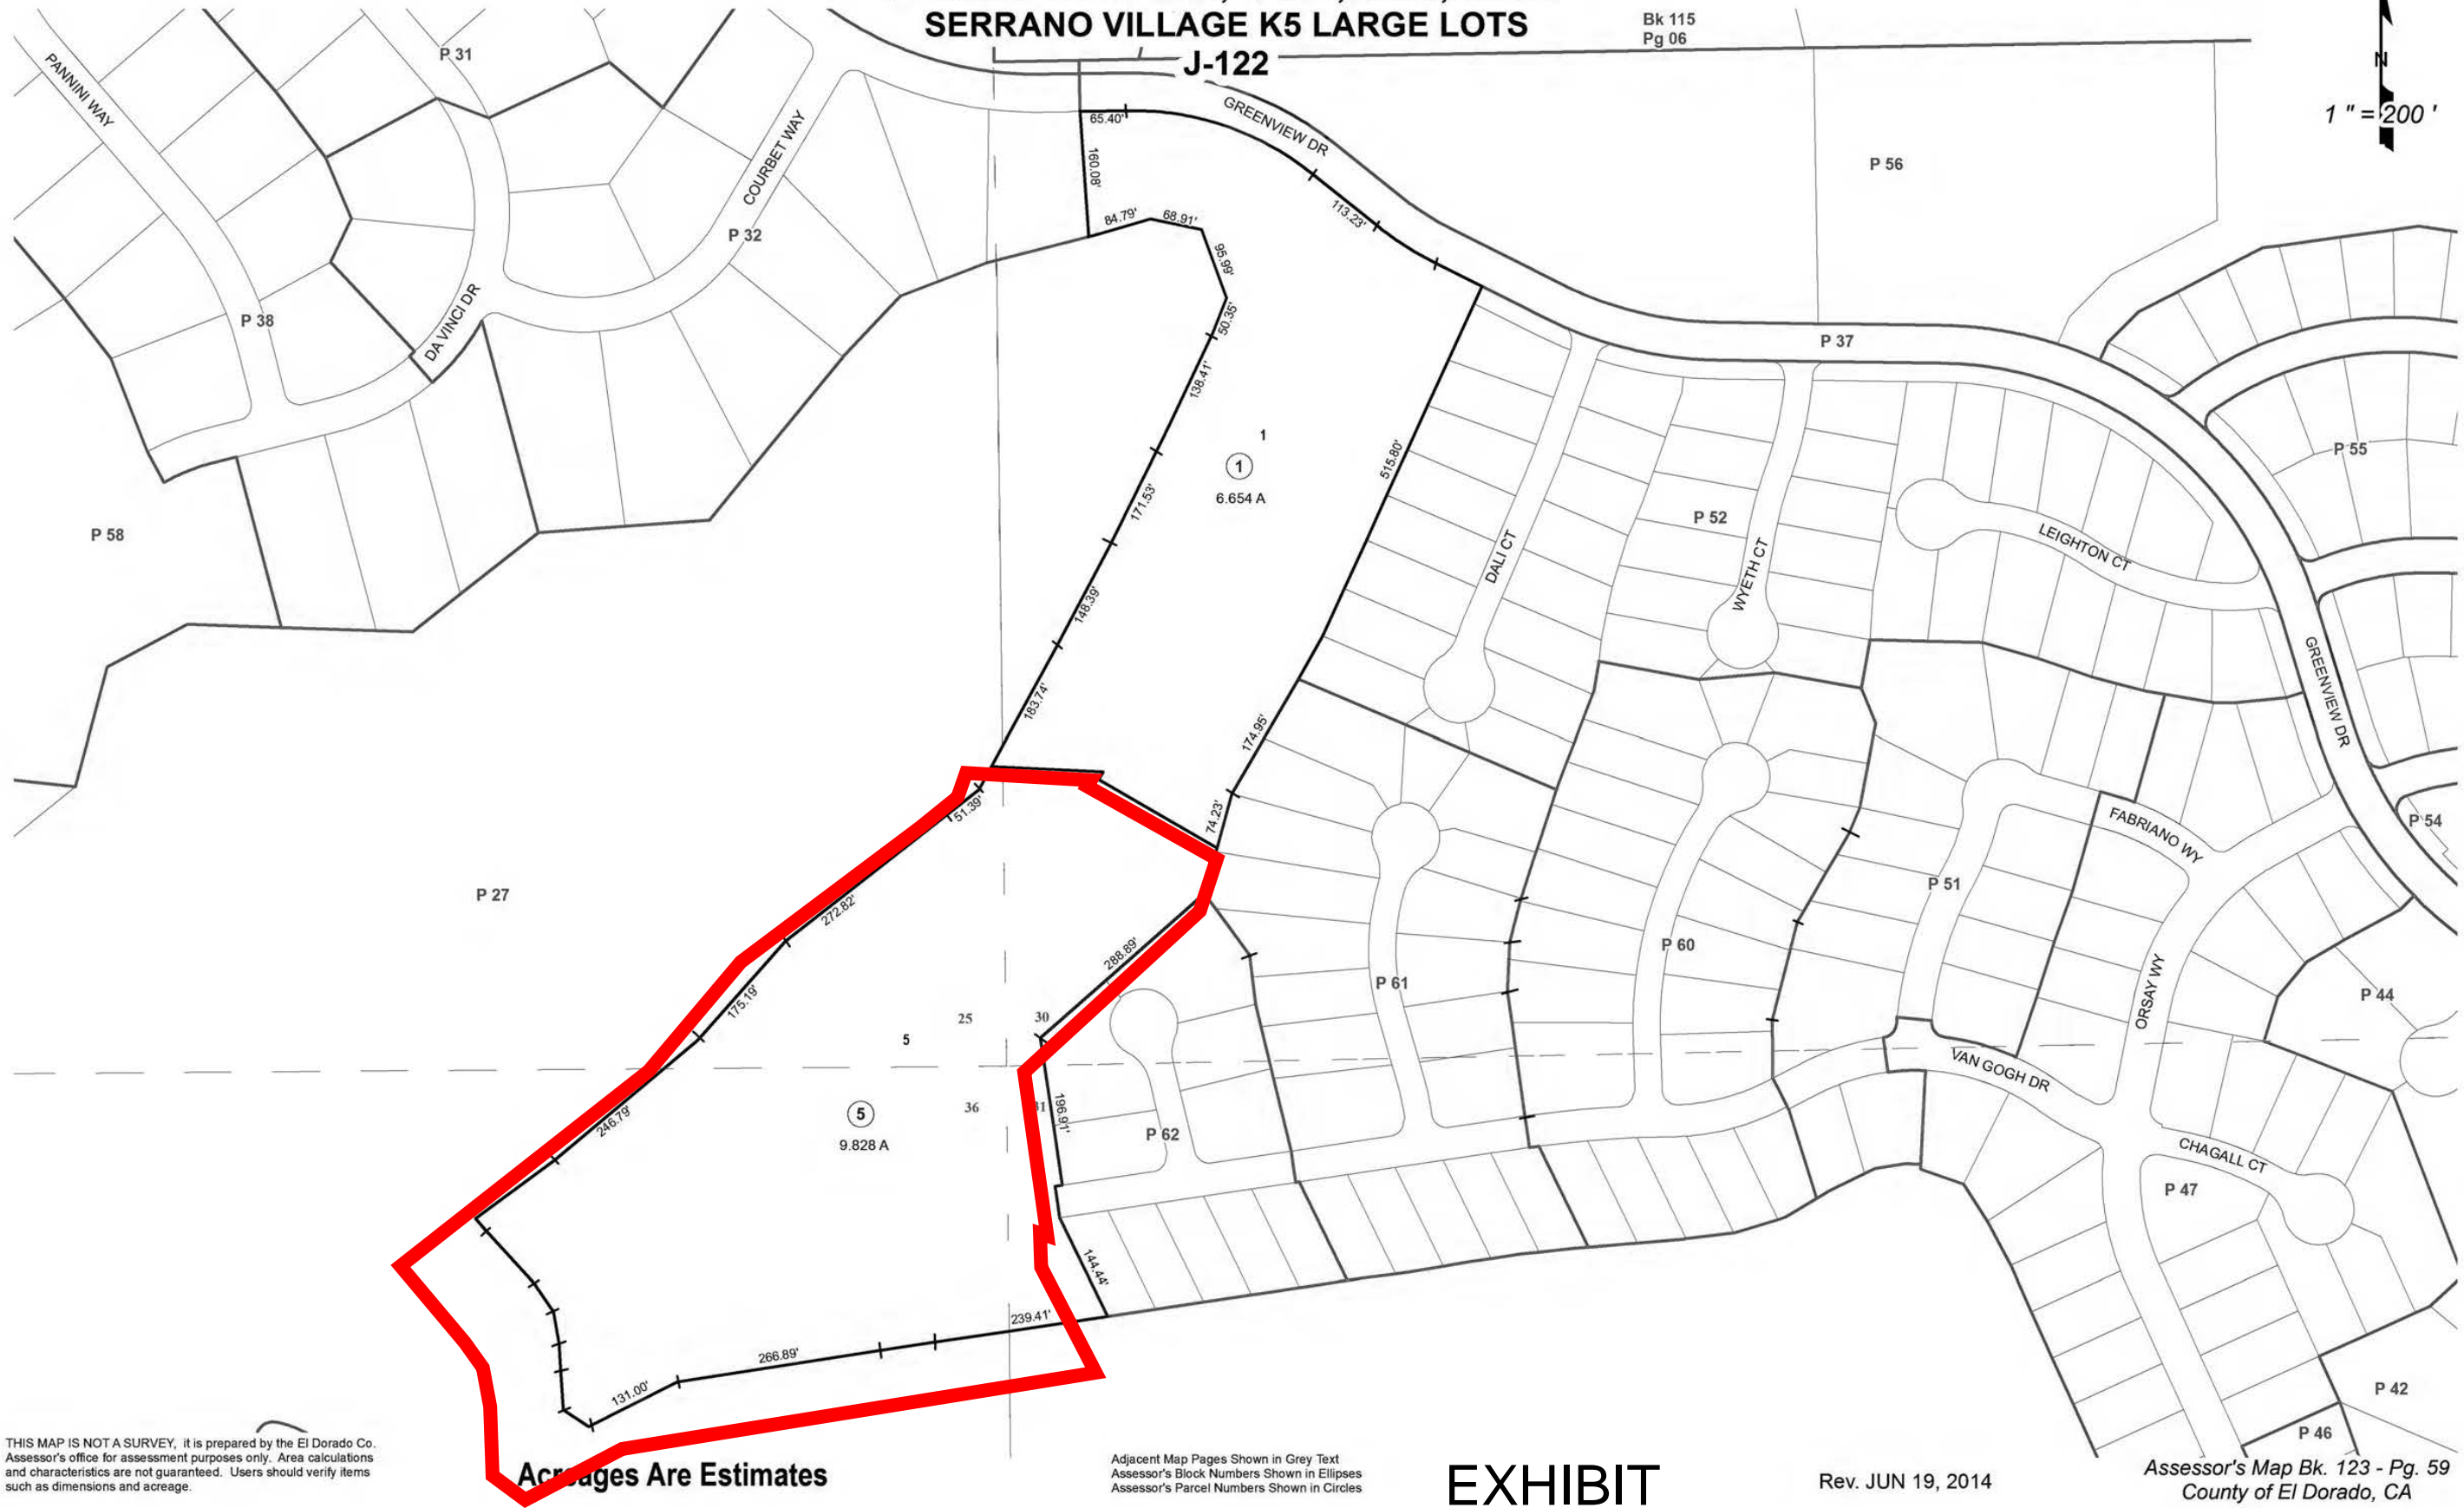 SERRANO VILLAGE K5 LARGE LOTS
J-122
Bk 115
Pg 06
N
1 " = 200 '
PANNINI WAY
P 31
COURBET WAY
P 32
P 38
DA VINCI DR
P 58
65.40'
160.08'
GREENVIEW DR
84.79'
68.91'
95.99'
50.35'
113.23'
P 56
P 37
138.41'
1
1
6.654 A
515.80'
171.53'
148.39'
183.74'
174.95'
74.23'
DALI CT
P 52
WYETH CT
LEIGHTON CT
P 55
GREENVIEW DR
P 54
FABRIANO WY
P 51
51.39'
P 27
272.82'
175.19'
288.89'
25
30
5
P 61
P 60
ORSAY WY
P 44
VAN GOGH DR
246.79'
5
9.828 A
36
31
196.91'
P 62
CHAGALL CT
P 47
144.44'
239.41'
266.89'
131.00'
P 42
P 46
THIS MAP IS NOT A SURVEY, it is prepared by the El Dorado Co.
Assessor's office for assessment purposes only. Area calculations
and characteristics are not guaranteed. Users should verify items
such as dimensions and acreage.
Acreages Are Estimates
Adjacent Map Pages Shown in Grey Text
Assessor's Block Numbers Shown in Ellipses
Assessor's Parcel Numbers Shown in Circles
EXHIBIT
Rev. JUN 19, 2014
Assessor's Map Bk. 123 - Pg. 59
County of El Dorado, CA